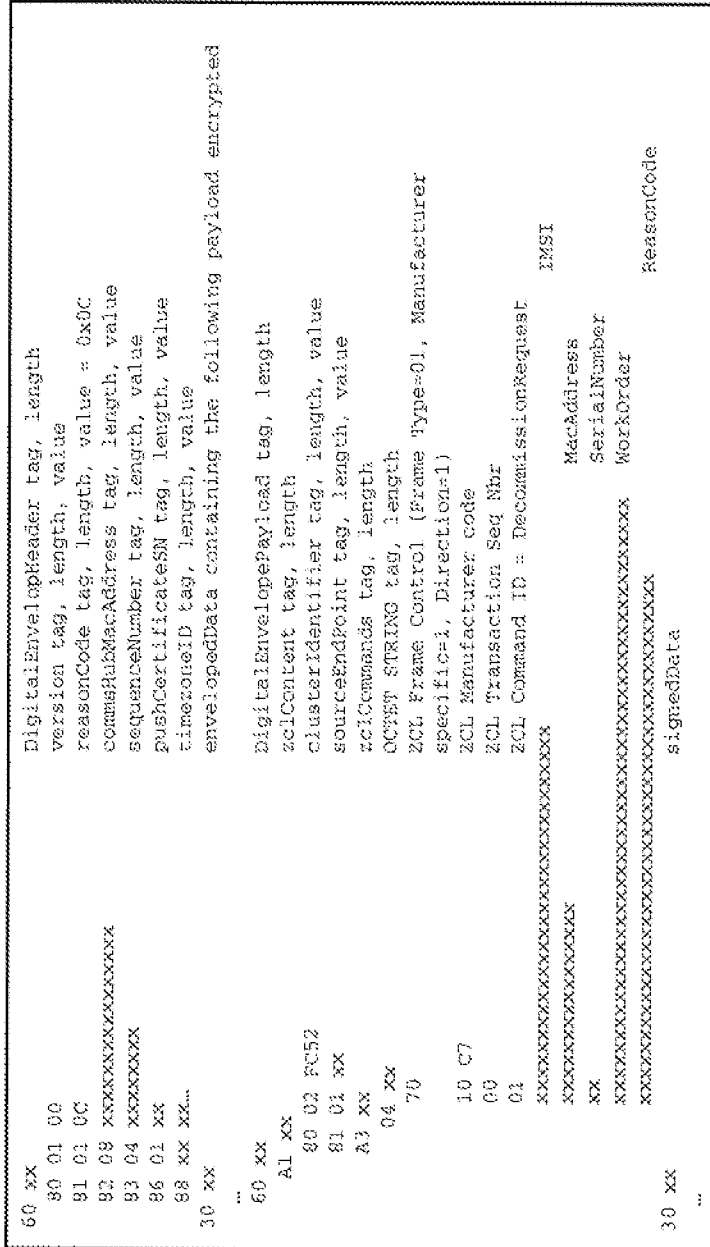 60 xx DigitalEnvelopHeader tag, length
80 01 00 version tag, length, value
81 01 0C reasonCode tag, length, value = 0x0C
82 08 xxxxxxxxxxxxxxxx commsHubMacAddress tag, length, value
83 04 xxxxxxxx sequenceNumber tag, length, value
86 01 xx pushCertificateSN tag, length, value
88 xx xx… timezoneID tag, length, value
30 xx envelopedData containing the following payload encrypted
…
60 xx DigitalEnvelopePayload tag, length
A1 xx zclContent tag, length
80 02 FC52 clusterIdentifier tag, length, value
81 01 xx sourceEndpoint tag, length, value
A3 xx zclCommands tag, length
04 xx OCTET STRING tag, length
70 ZCL Frame Control (Frame Type=01, Manufacturer
specific=1, Direction=1)
10 C7 ZCL Manufacturer code
00 ZCL Transaction Seq Nbr
01 ZCL Command ID = DecommissionRequest
xxxxxxxxxxxxxxxxxxxxxxxxxxxxxxxxxxxxxxxx IMSI
xxxxxxxxxxxxxxxxxxxxx MacAddress
xx SerialNumber
xxxxxxxxxxxxxxxxxxxxxxxxxxxxxxxxxxxxxxxxxxxxxxxxxxxxxxxxxxxxxxxxx WorkOrder
xxxxxxxxxxxxxxxxxxxxxxxxxxxxxxxxxxxxxxxxxxxxxxxxxxxxxxxxx ReasonCode
30 xx signedData
…